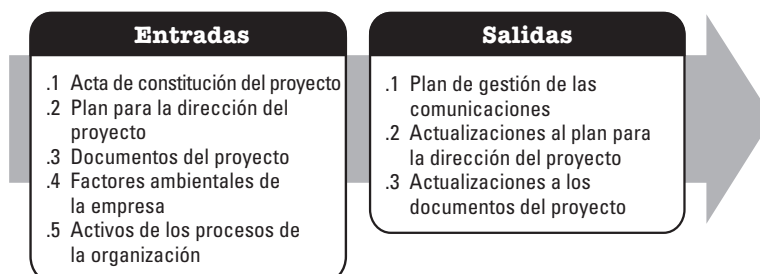 Entradas
.1 Acta de constitución del proyecto
.2 Plan para la dirección del
proyecto
.3 Documentos del proyecto
.4 Factores ambientales de
la empresa
.5 Activos de los procesos de
la organización
Salidas
.1 Plan de gestión de las
comunicaciones
.2 Actualizaciones al plan para
la dirección del proyecto
.3 Actualizaciones a los
documentos del proyecto